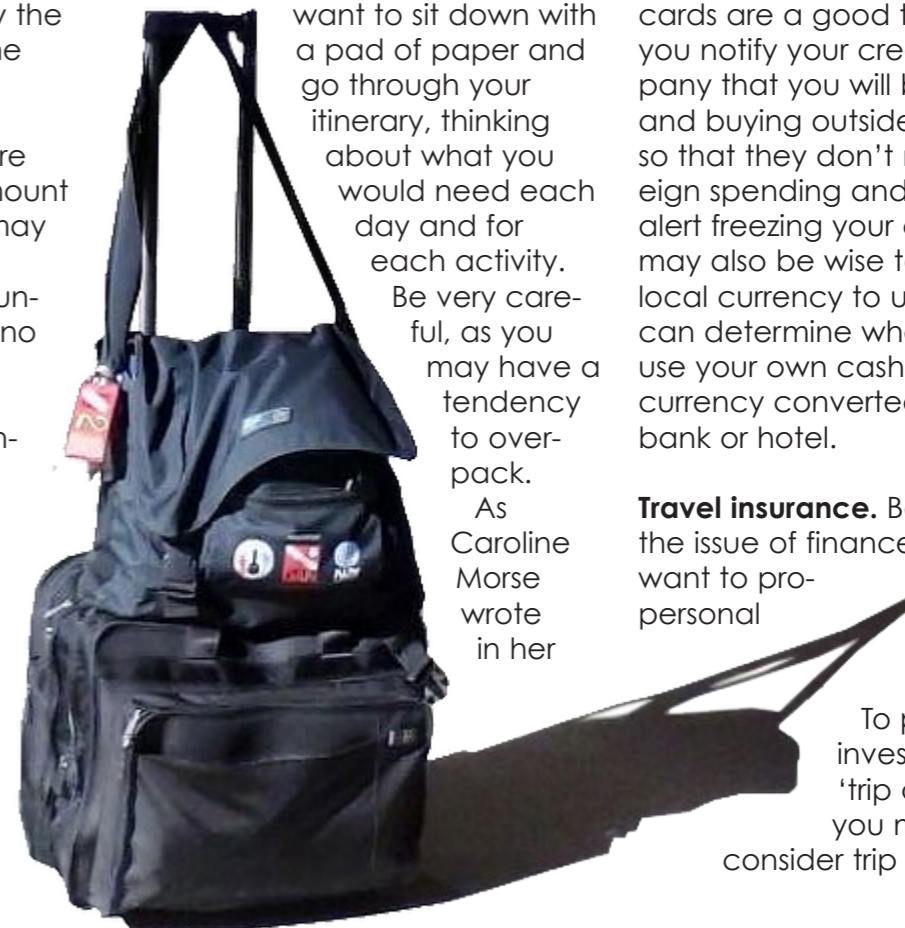 y the
ne
re
nount
nay
un-
no
n-
want to sit down with
a pad of paper and
go through your
itinerary, thinking
about what you
would need each
day and for
each activity.
Be very care-
ful, as you
may have a
tendency
to over-
pack.
As
Caroline
Morse
wrote
in her
cards are a good
you notify your cre
pany that you will
and buying outside
so that they don't
eign spending and
alert freezing your
may also be wise
local currency to u
can determine wh
use your own cash
currency converted
bank or hotel.
Travel insurance. B
the issue of finance
want to pro-
personal
To p
inves
'trip
you n
consider trip